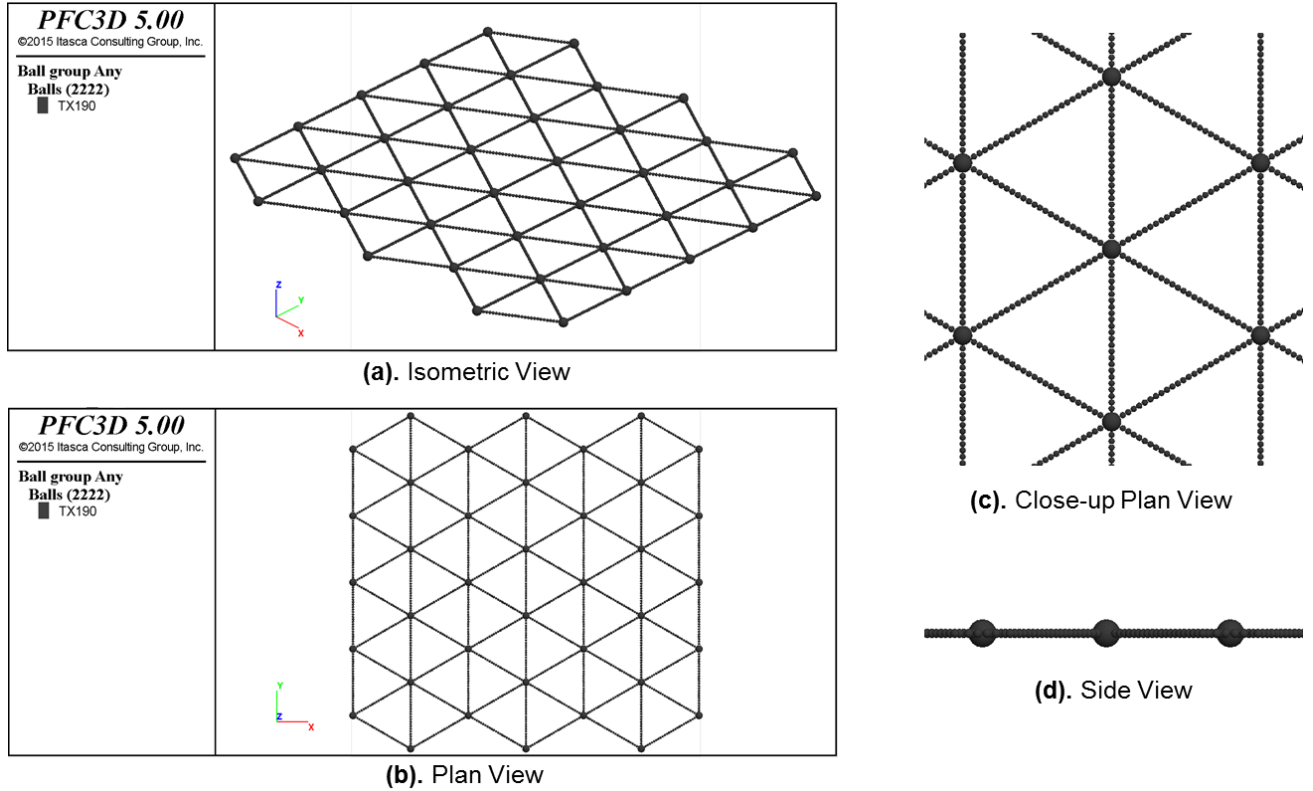 PFC3D 5.00
©2015 Itasca Consulting Group, Inc.
Ball group Any
Balls (2222)
TX190
Z
Y
X
(a). Isometric View
PFC3D 5.00
©2015 Itasca Consulting Group, Inc.
Ball group Any
Balls (2222)
TX190
Y
Z
X
(b). Plan View
(c). Close-up Plan View
(d). Side View